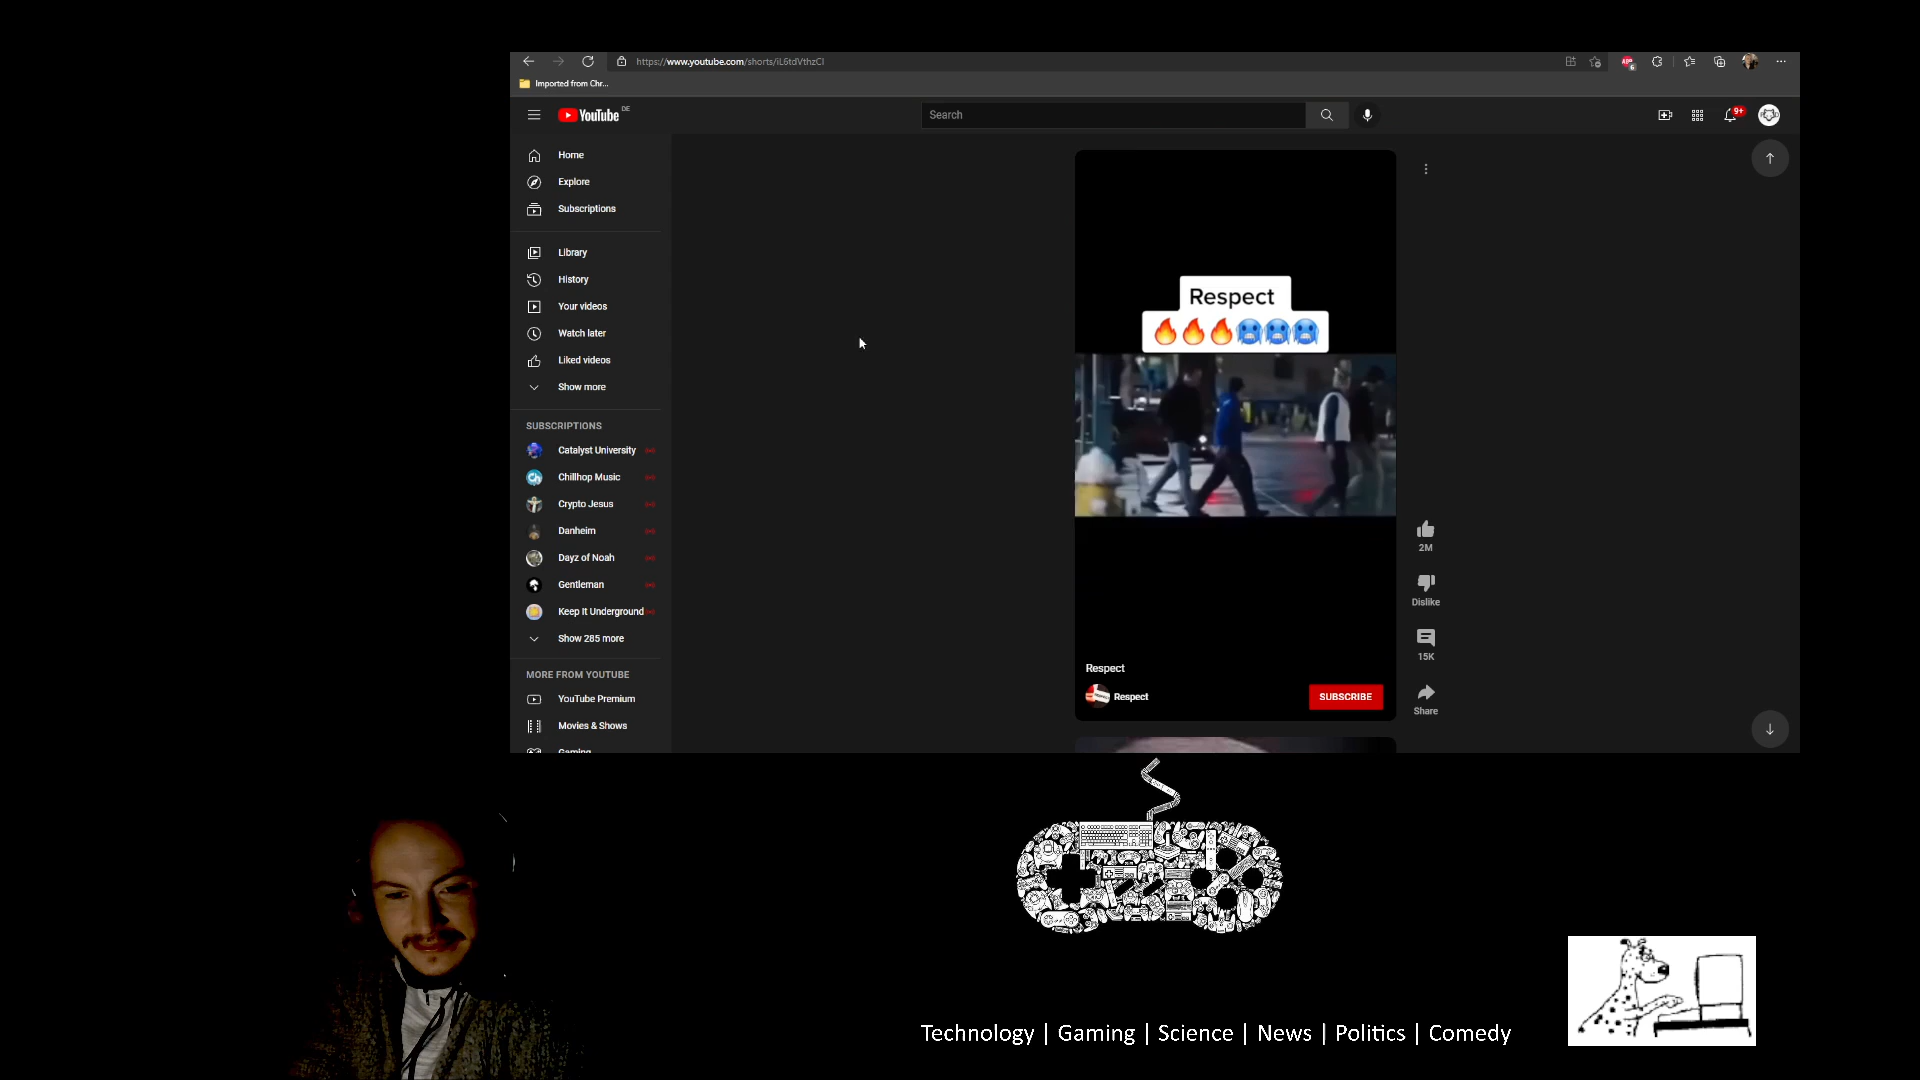 https://www.youtube.com/shorts/iL6tdVthzCI
Imported from Chr...
YouTube DE
Search
9+
Home
Explore
Subscriptions
Library
History
Your videos
Watch later
Liked videos
Show more
SUBSCRIPTIONS
Catalyst University
Chillhop Music
Crypto Jesus
Danheim
Dayz of Noah
Gentleman
Keep It Underground
Show 285 more
MORE FROM YOUTUBE
YouTube Premium
Movies & Shows
Gaming
Respect
🔥🔥🔥🥶🥶🥶
2M
Dislike
15K
Share
Respect
Respect
SUBSCRIBE
Technology | Gaming | Science | News | Politics | Comedy